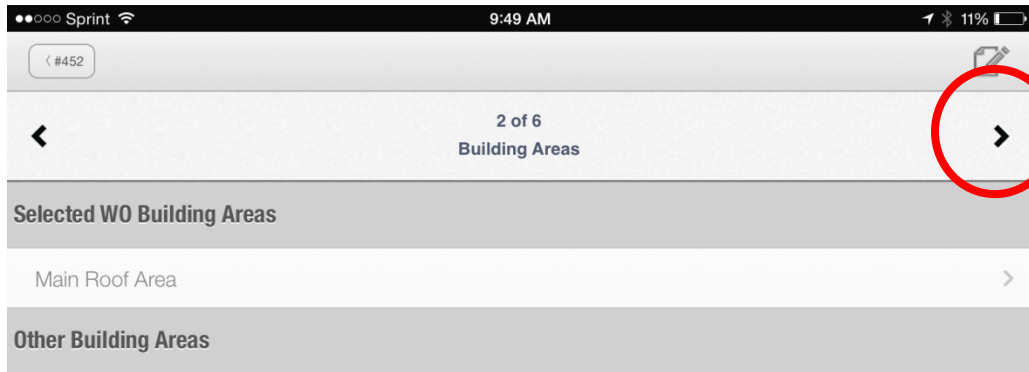 Sprint 9:49 AM 11%
#452
2 of 6
Building Areas
Selected WO Building Areas
Main Roof Area
Other Building Areas